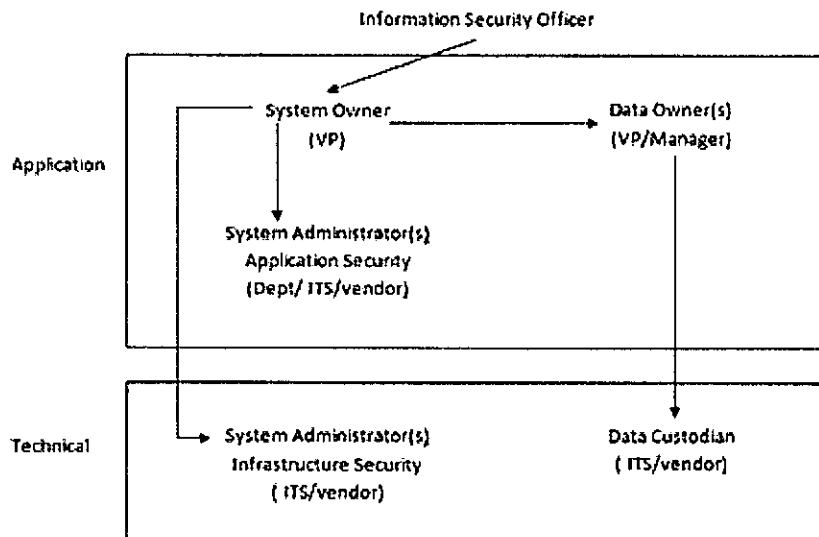 Information Security Officer
System Owner
(VP)
Data Owner(s)
(VP/Manager)
Application
System Administrator(s)
Application Security
(Dept/ ITS/vendor)
Technical
System Administrator(s)
Infrastructure Security
( ITS/vendor)
Data Custodian
( ITS/vendor)